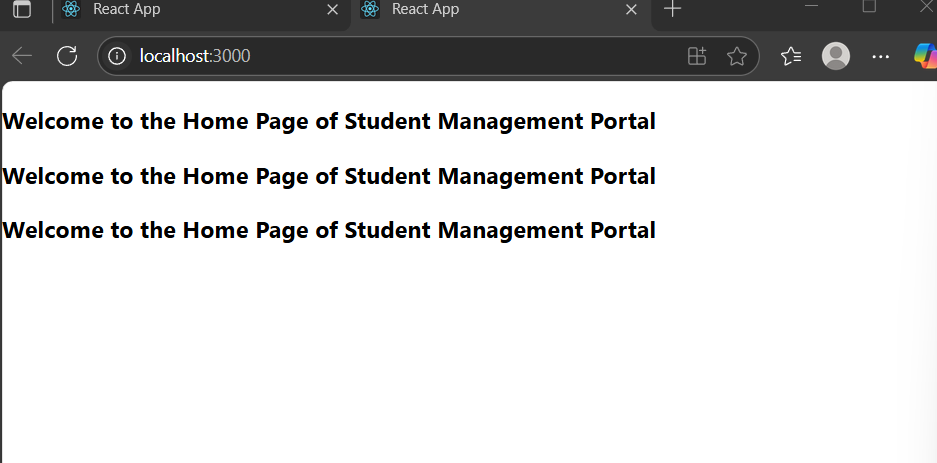 React App
React App
localhost:3000
Welcome to the Home Page of Student Management Portal
Welcome to the Home Page of Student Management Portal
Welcome to the Home Page of Student Management Portal